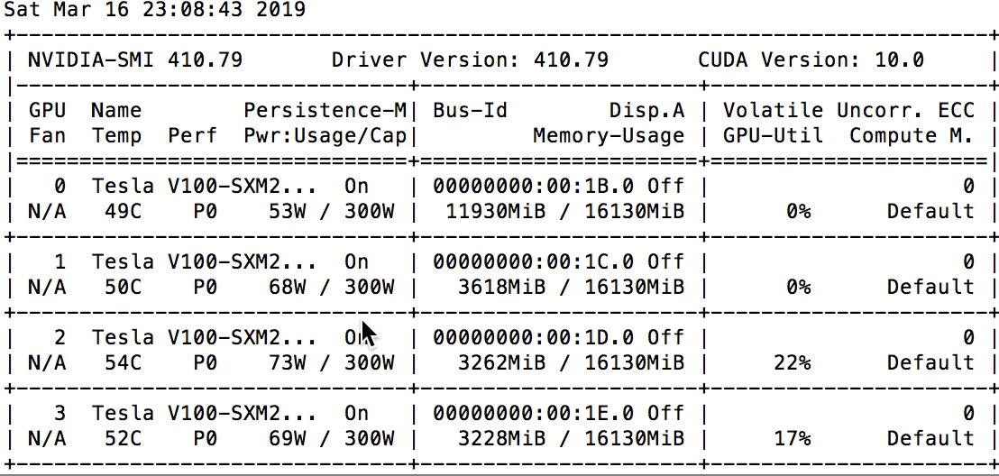 Sat Mar 16 23:08:43 2019
+-----------------------------------------------------------------------------+
| NVIDIA-SMI 410.79       Driver Version: 410.79       CUDA Version: 10.0     |
|-------------------------------+----------------------+----------------------+
| GPU  Name        Persistence-M| Bus-Id        Disp.A | Volatile Uncorr. ECC |
| Fan  Temp  Perf  Pwr:Usage/Cap|         Memory-Usage | GPU-Util  Compute M. |
|===============================+======================+======================|
|   0  Tesla V100-SXM2...  On   | 00000000:00:1B.0 Off |                    0 |
| N/A   49C    P0    53W / 300W |  11930MiB / 16130MiB |      0%      Default |
+-------------------------------+----------------------+----------------------+
|   1  Tesla V100-SXM2...  On   | 00000000:00:1C.0 Off |                    0 |
| N/A   50C    P0    68W / 300W |   3618MiB / 16130MiB |      0%      Default |
+-------------------------------+----------------------+----------------------+
|   2  Tesla V100-SXM2...  On   | 00000000:00:1D.0 Off |                    0 |
| N/A   54C    P0    73W / 300W |   3262MiB / 16130MiB |     22%      Default |
+-------------------------------+----------------------+----------------------+
|   3  Tesla V100-SXM2...  On   | 00000000:00:1E.0 Off |                    0 |
| N/A   52C    P0    69W / 300W |   3228MiB / 16130MiB |     17%      Default |
+-------------------------------+----------------------+----------------------+